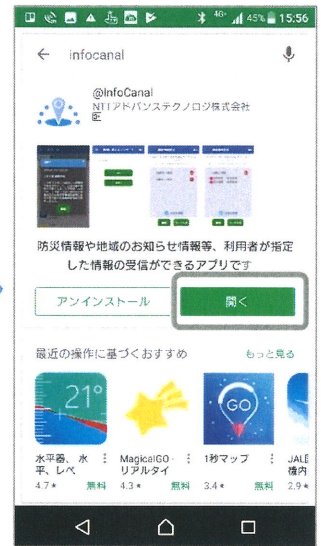 4G+ 45% 15:56
infocanal
@InfoCanal
NTTアドバンステクノロジ株式会社
防災情報や地域のお知らせ情報等、利用者が指定
した情報の受信ができるアプリです
アンインストール
開く
最近の操作に基づくおすすめ
もっと見る
21°
GO
水平器、水
平、レベ
4.7★ 無料
MagicalGO -
リアルタイ
4.3★ 無料
1秒マップ
3.4★ 無料
JAL
機内
2.9★